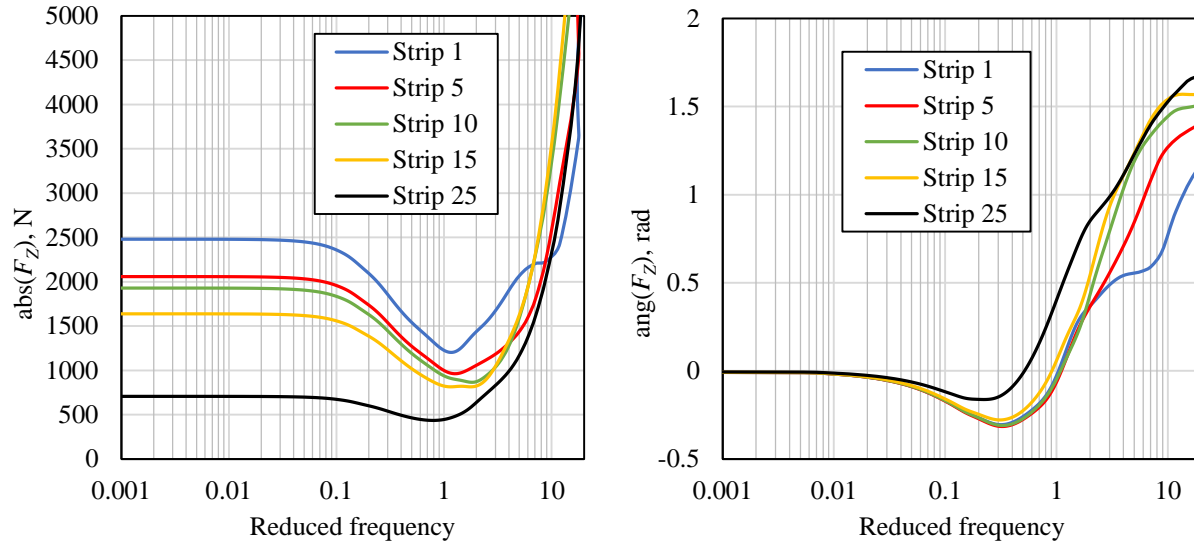 5000
4500
4000
3500
3000
2500
2000
1500
1000
500
0
abs(F_Z), N
Strip 1
Strip 5
Strip 10
Strip 15
Strip 25
0.001
0.01
0.1
1
10
Reduced frequency
2
1.5
1
0.5
0
-0.5
ang(F_Z), rad
Strip 1
Strip 5
Strip 10
Strip 15
Strip 25
0.001
0.01
0.1
1
10
Reduced frequency